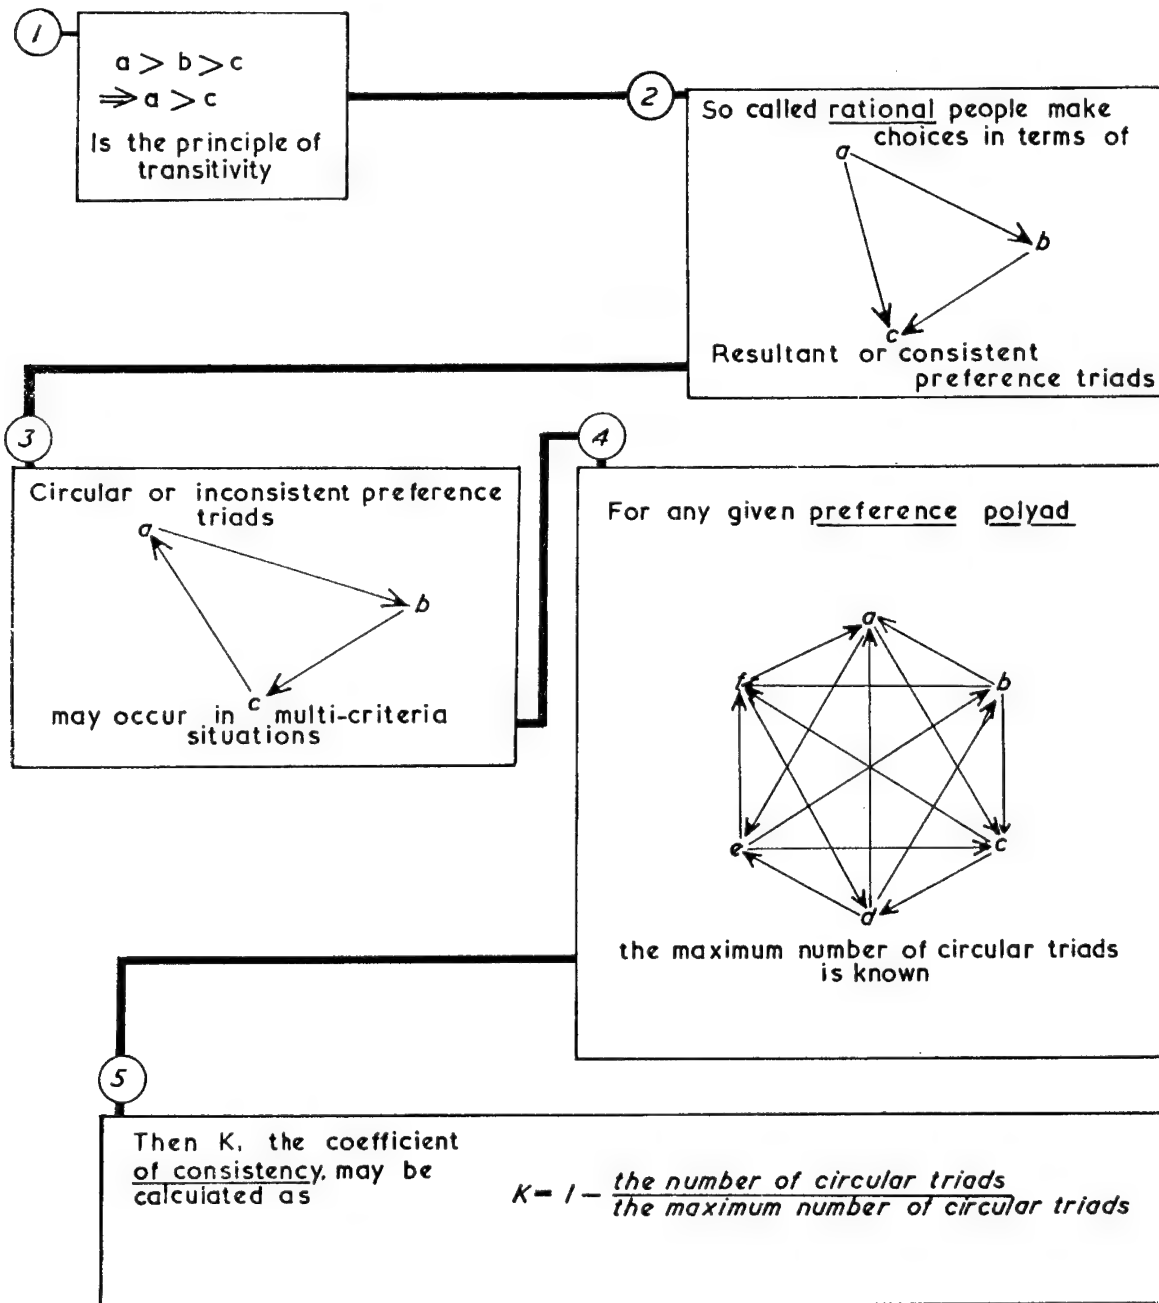 1
a > b > c
⇒ a > c
Is the principle of
transitivity
2
So called rational people make
choices in terms of
a
b
c
Resultant or consistent
preference triads
3
Circular or inconsistent preference
triads
a
b
c
may occur in multi-criteria
situations
4
For any given preference polyad
a
f
b
e
c
d
the maximum number of circular triads
is known
5
Then K, the coefficient
of consistency, may be
calculated as
K = 1 - the number of circular triads
the maximum number of circular triads